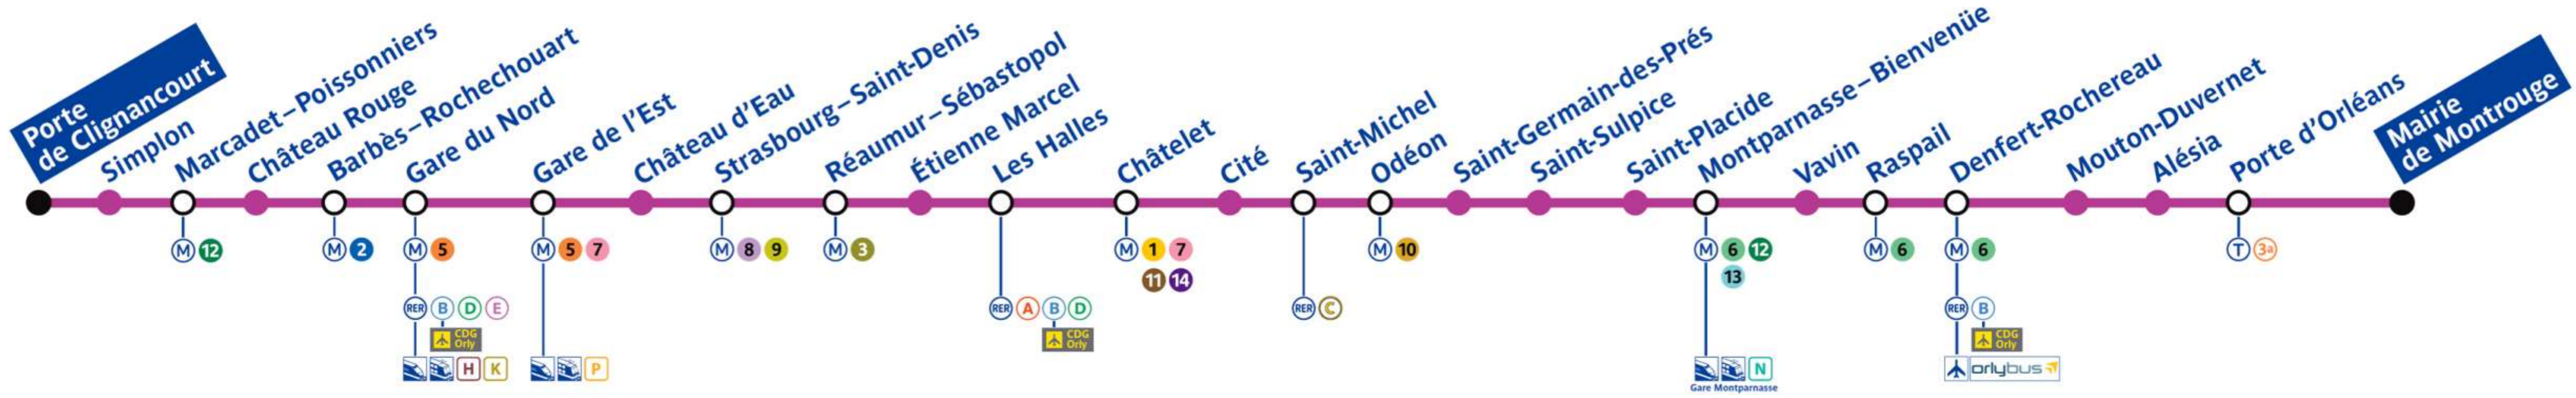 Porte
de Clignancourt
Simplon
Marcadet–Poissonniers
Château Rouge
Barbès–Rochechouart
Gare du Nord
Gare de l'Est
Château d'Eau
Strasbourg–Saint-Denis
Réaumur–Sébastopol
Étienne Marcel
Les Halles
Châtelet
Cité
Saint-Michel
Odéon
Saint-Germain-des-Prés
Saint-Sulpice
Saint-Placide
Montparnasse–Bienvenüe
Vavin
Raspail
Denfert-Rochereau
Mouton-Duvernet
Alésia
Porte d'Orléans
Mairie
de Montrouge
M 12
M 2
M 5
RER B D E
CDG
Orly
H K
M 5 7
P
M 8 9
M 3
RER A B D
CDG
Orly
M 1 7
11 14
RER C
M 10
M 6 12
13
N
Gare Montparnasse
M 6
M 6
RER B
CDG
Orly
orlybus
T 3a